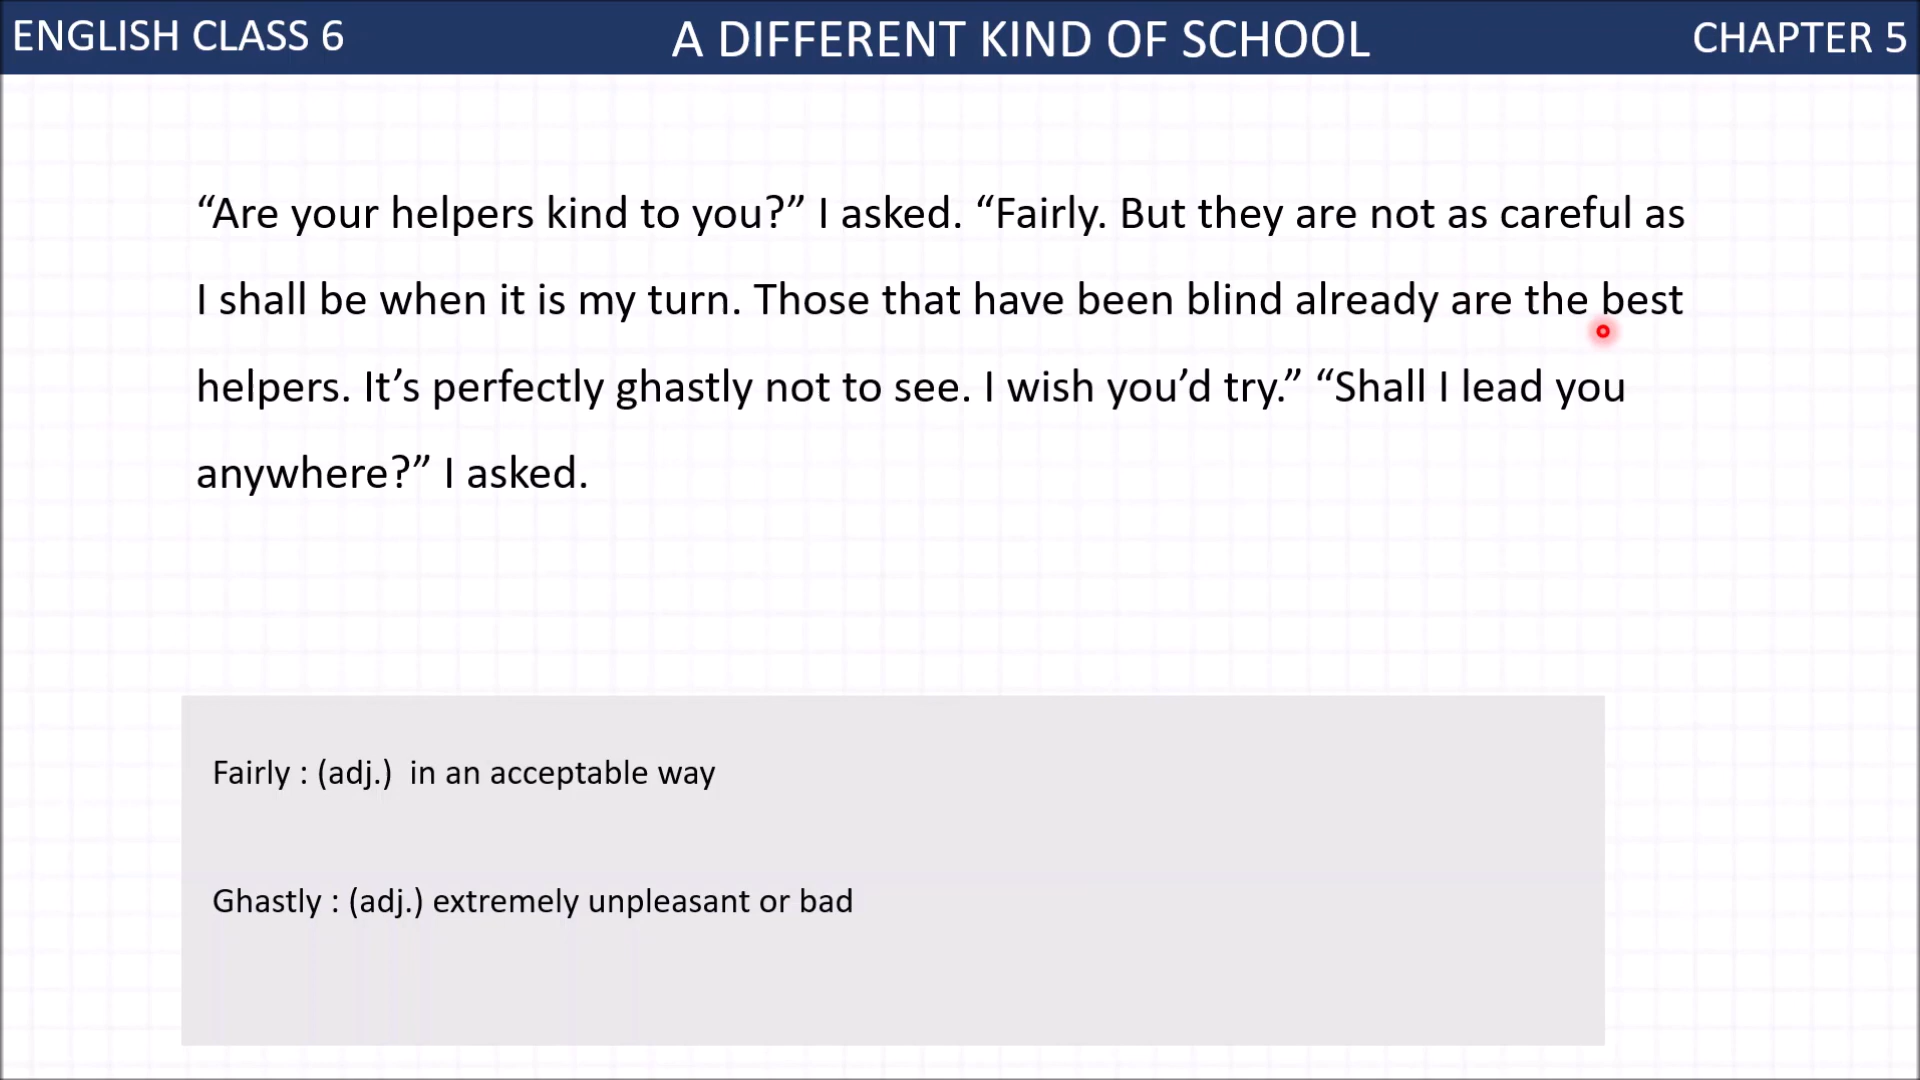 ENGLISH CLASS 6
A DIFFERENT KIND OF SCHOOL
CHAPTER 5
“Are your helpers kind to you?” I asked. “Fairly. But they are not as careful as
I shall be when it is my turn. Those that have been blind already are the best
helpers. It’s perfectly ghastly not to see. I wish you’d try.” “Shall I lead you
anywhere?” I asked.
Fairly : (adj.)  in an acceptable way
Ghastly : (adj.) extremely unpleasant or bad